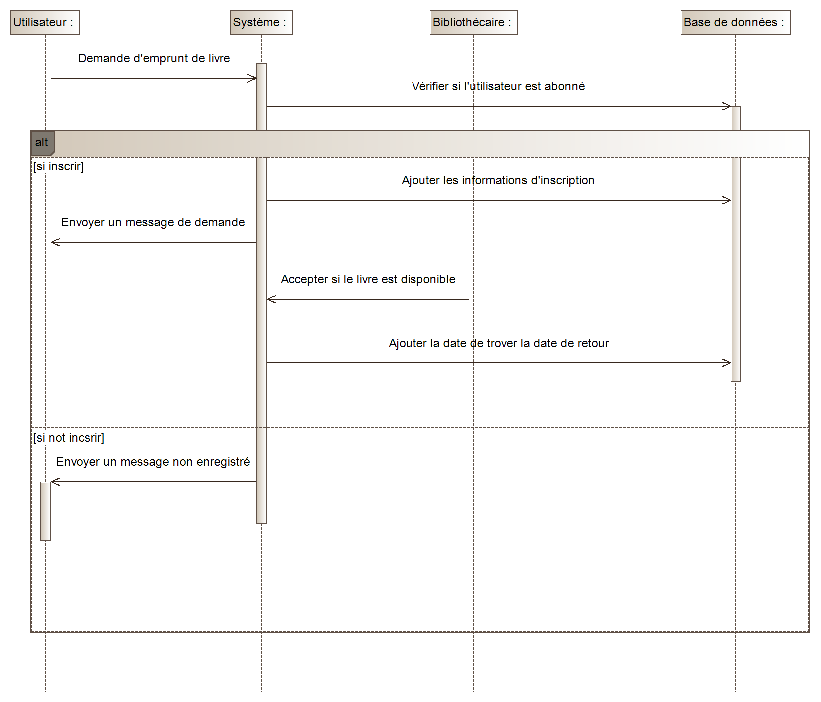 Utilisateur :
Système :
Bibliothécaire :
Base de données :
Demande d'emprunt de livre
Vérifier si l'utilisateur est abonné
alt
[si inscrir]
Ajouter les informations d'inscription
Envoyer un message de demande
Accepter si le livre est disponible
Ajouter la date de trover la date de retour
[si not incsrir]
Envoyer un message non enregistré